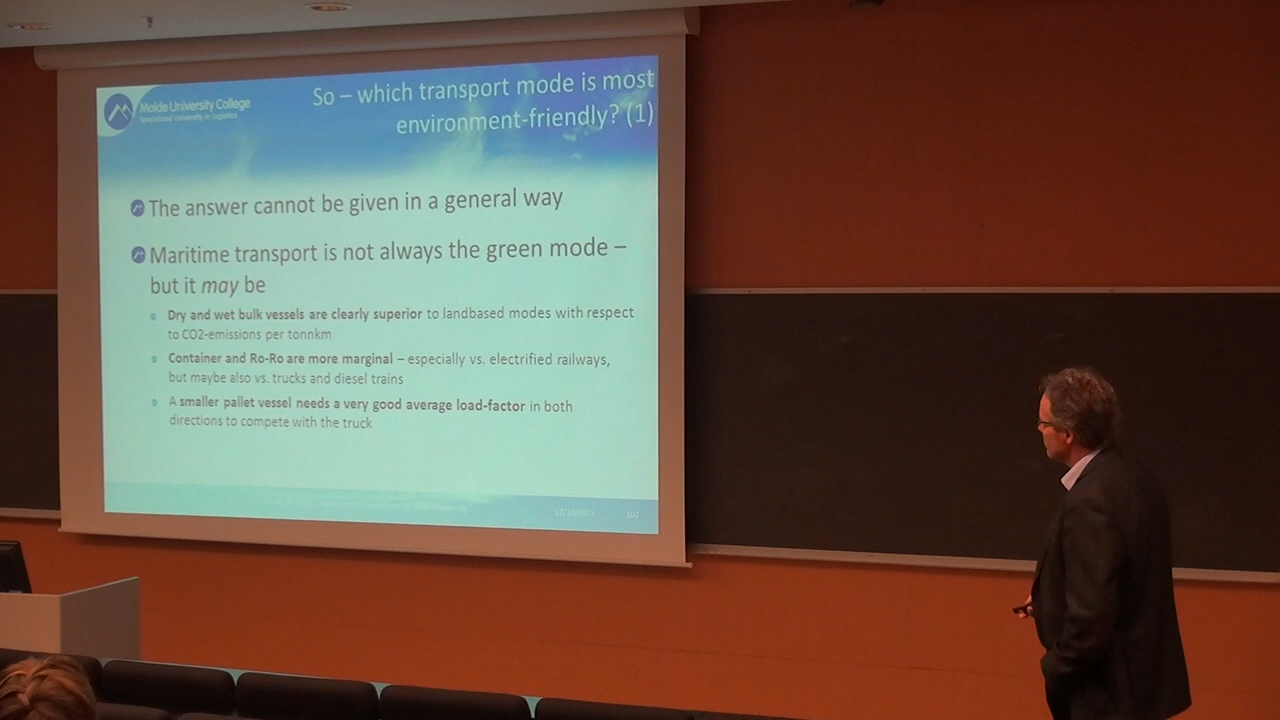 Molde University College
Specialized University in Logistics
So – which transport mode is most
environment-friendly? (1)
The answer cannot be given in a general way
Maritime transport is not always the green mode –
but it may be
Dry and wet bulk vessels are clearly superior to landbased modes with respect
to CO2-emissions per tonnkm
Container and Ro-Ro are more marginal – especially vs. electrified railways,
but maybe also vs. trucks and diesel trains
A smaller pallet vessel needs a very good average load-factor in both
directions to compete with the truck
17/10/2013
107